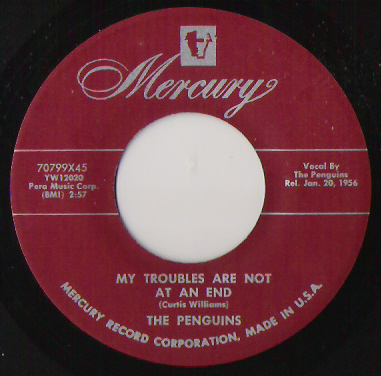 Mercury
70799X45
YW12020
Pera Music Corp.
(BMI) 2:57
Vocal By
The Penguins
Rel. Jan. 20, 1956
MY TROUBLES ARE NOT
AT AN END
(Curtis Williams)
THE PENGUINS
MERCURY RECORD CORPORATION, MADE IN U.S.A.